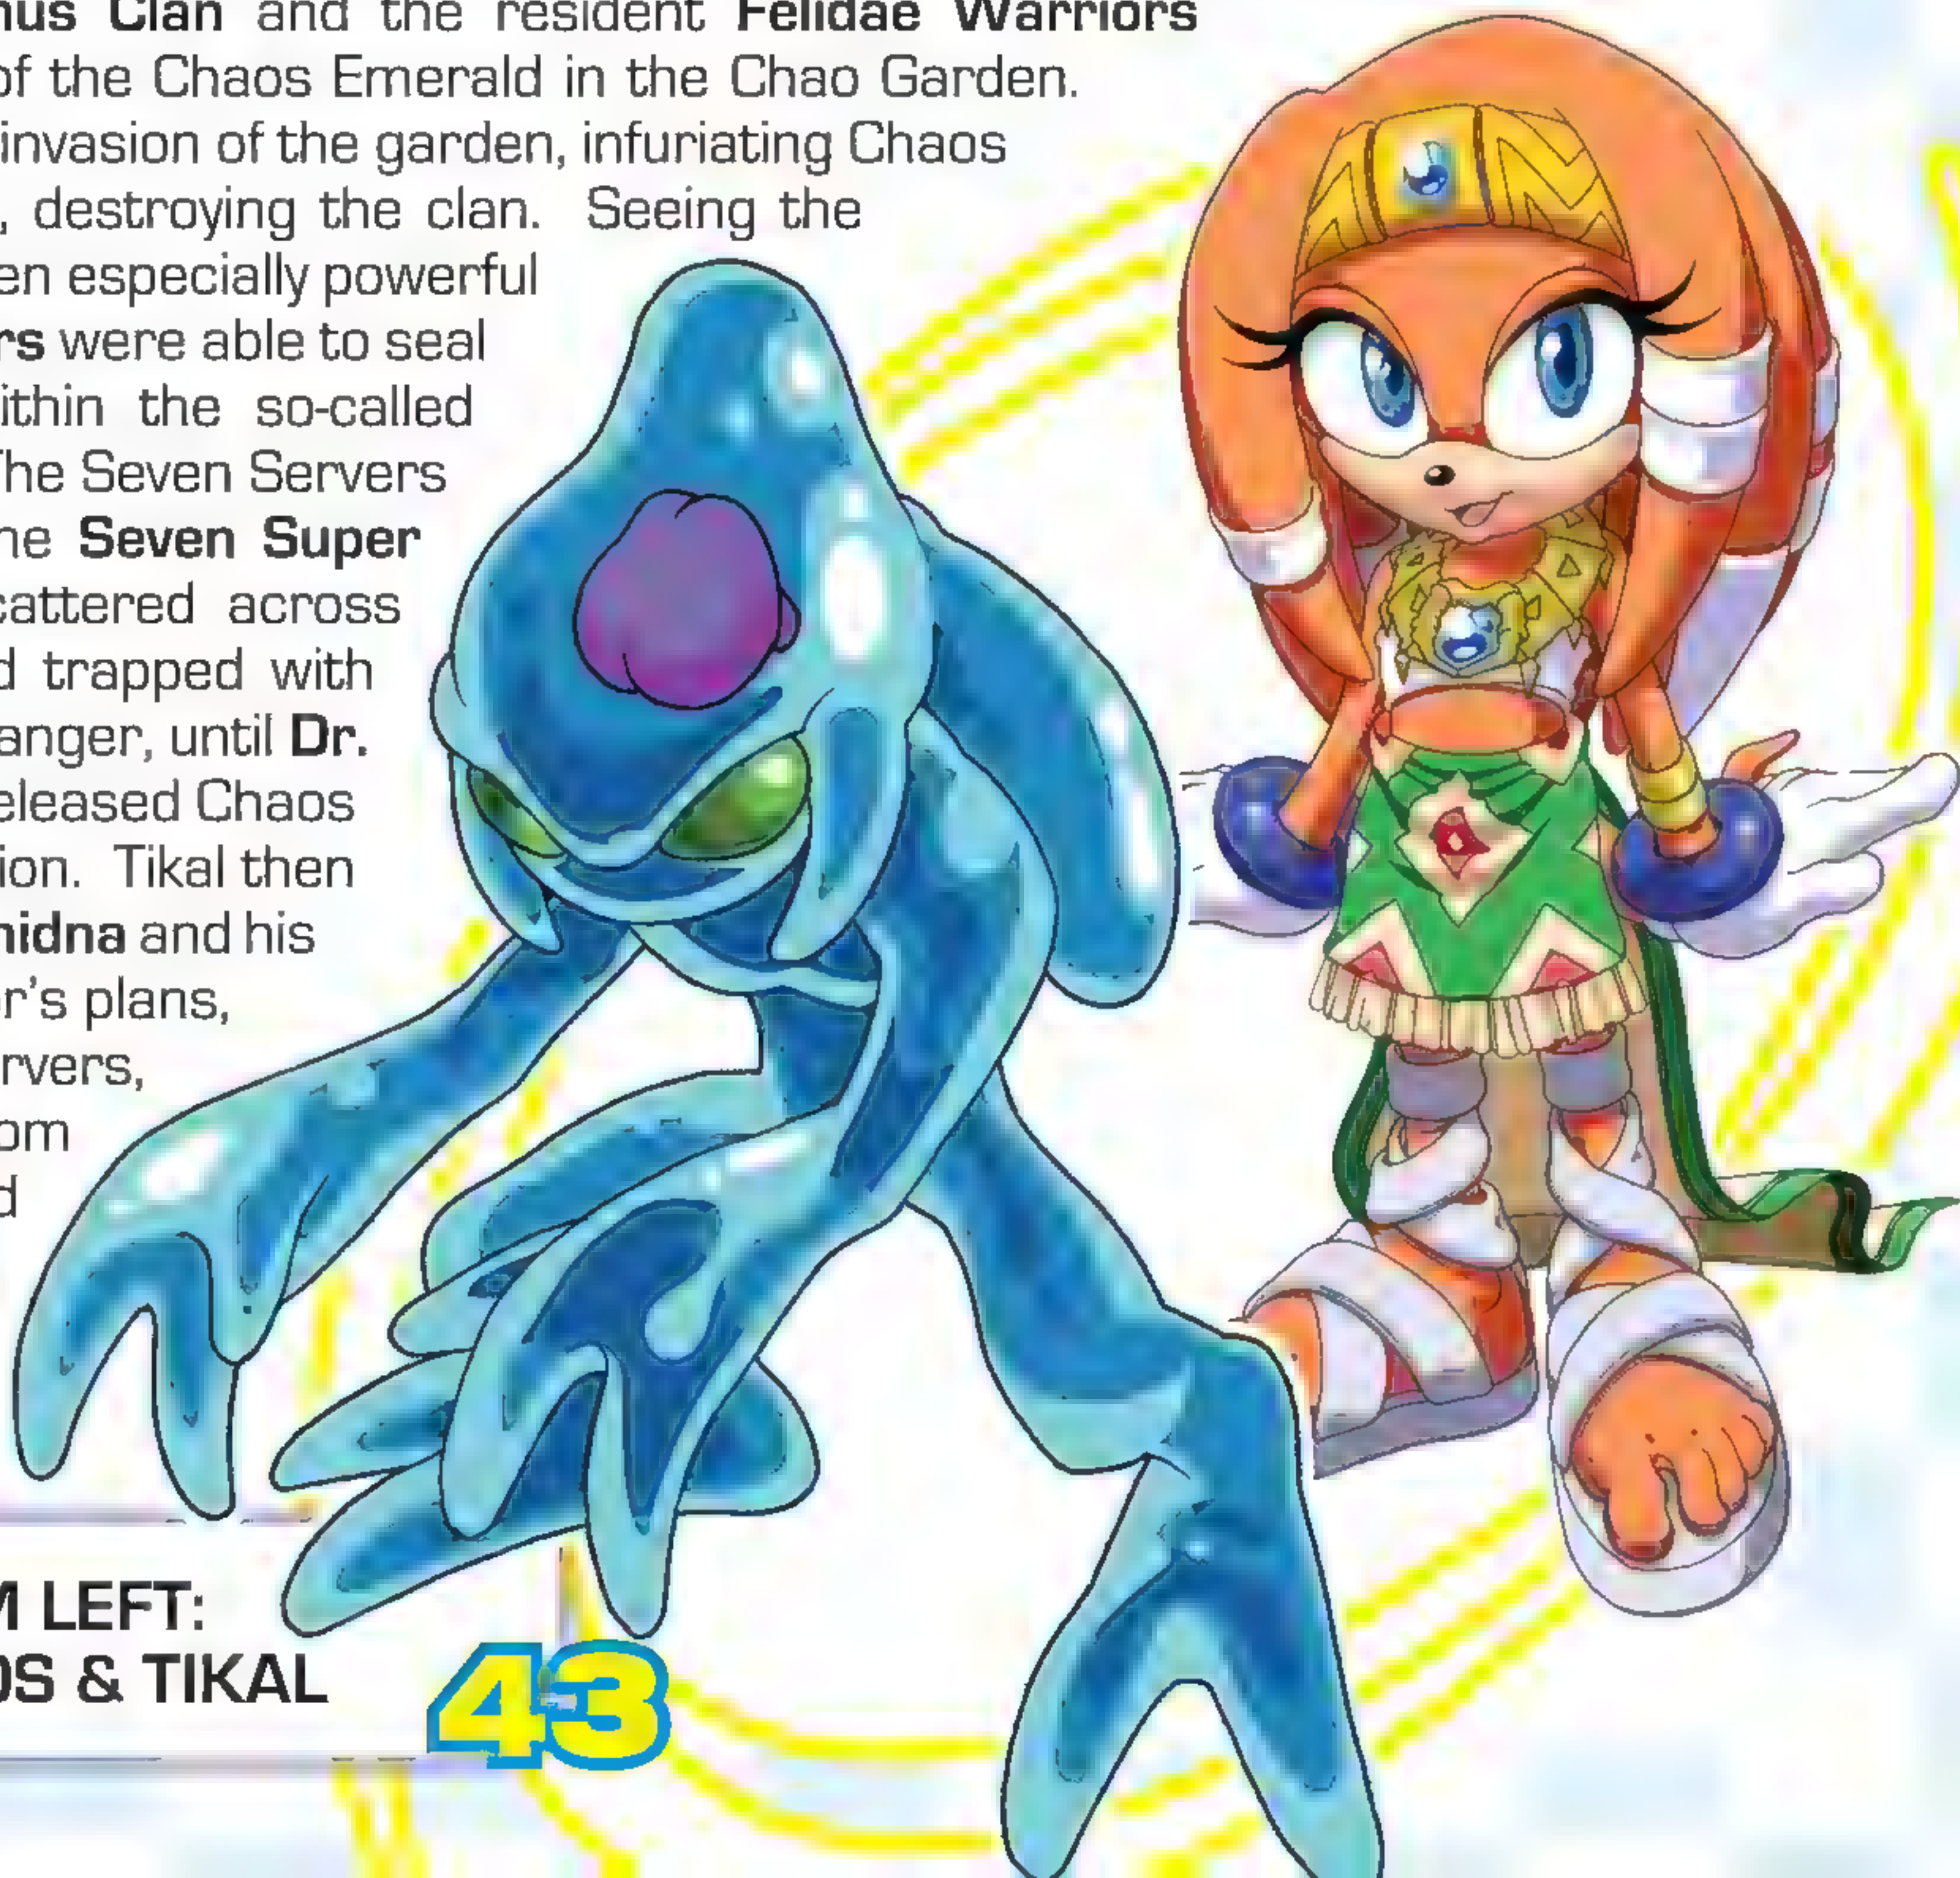 nus Clan and the resident Felidae Warriors
of the Chaos Emerald in the Chao Garden.
invasion of the garden, infuriating Chaos
, destroying the clan. Seeing the
en especially powerful
rs were able to seal
ithin the so-called
The Seven Servers
he Seven Super
cattered across
d trapped with
anger, until Dr.
eleased Chaos
ion. Tikal then
hidna and his
or's plans,
rvers,
om
d
M LEFT:
OS & TIKAL
43